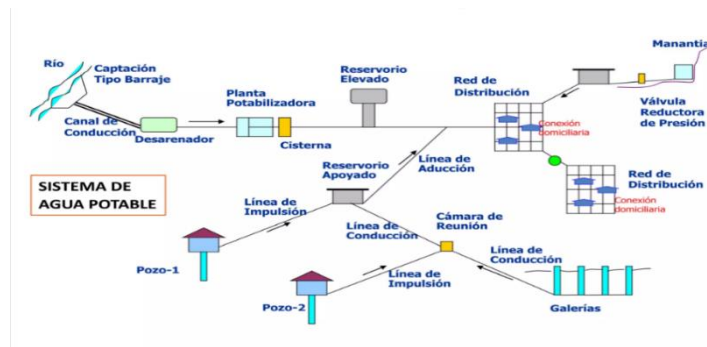 Río
Captación
Tipo Barraje
Canal de
Conducción
Desarenador
Planta
Potabilizadora
Cisterna
Reservorio
Elevado
Red de
Distribución
Conexión
domiciliaria
Manantia
Válvula
Reductora
de Presión
Reservorio
Apoyado
Línea de
Aducción
Red de
Distribución
Conexión
domiciliaria
SISTEMA DE
AGUA POTABLE
Línea de
Impulsión
Pozo-1
Línea de
Conducción
Cámara de
Reunión
Línea de
Conducción
Línea de
Impulsión
Pozo-2
Galerías